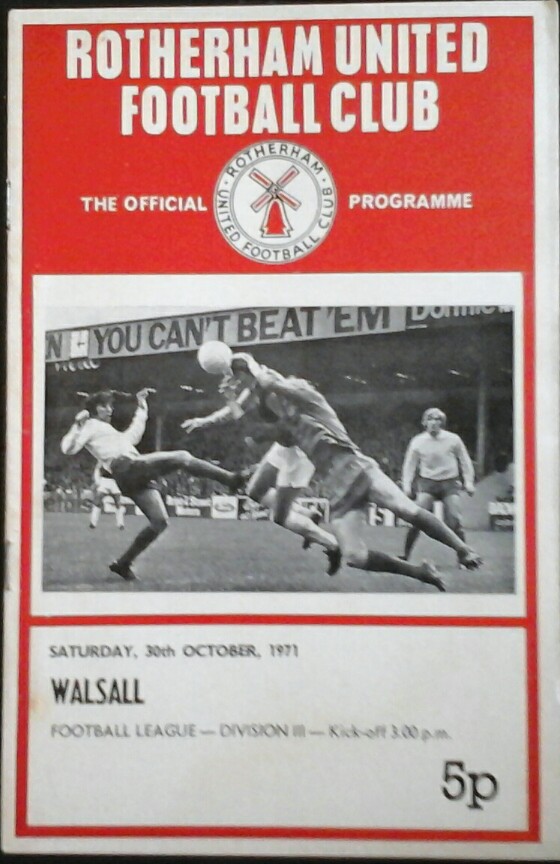 ROTHERHAM UNITED
FOOTBALL CLUB
THE OFFICIAL
ROTHERHAM
UNITED FOOTBALL CLUB
PROGRAMME
YOU CAN'T BEAT 'EM
SATURDAY, 30th OCTOBER, 1971
WALSALL
FOOTBALL LEAGUE — DIVISION III — Kick-off 3.00 p.m.
5p